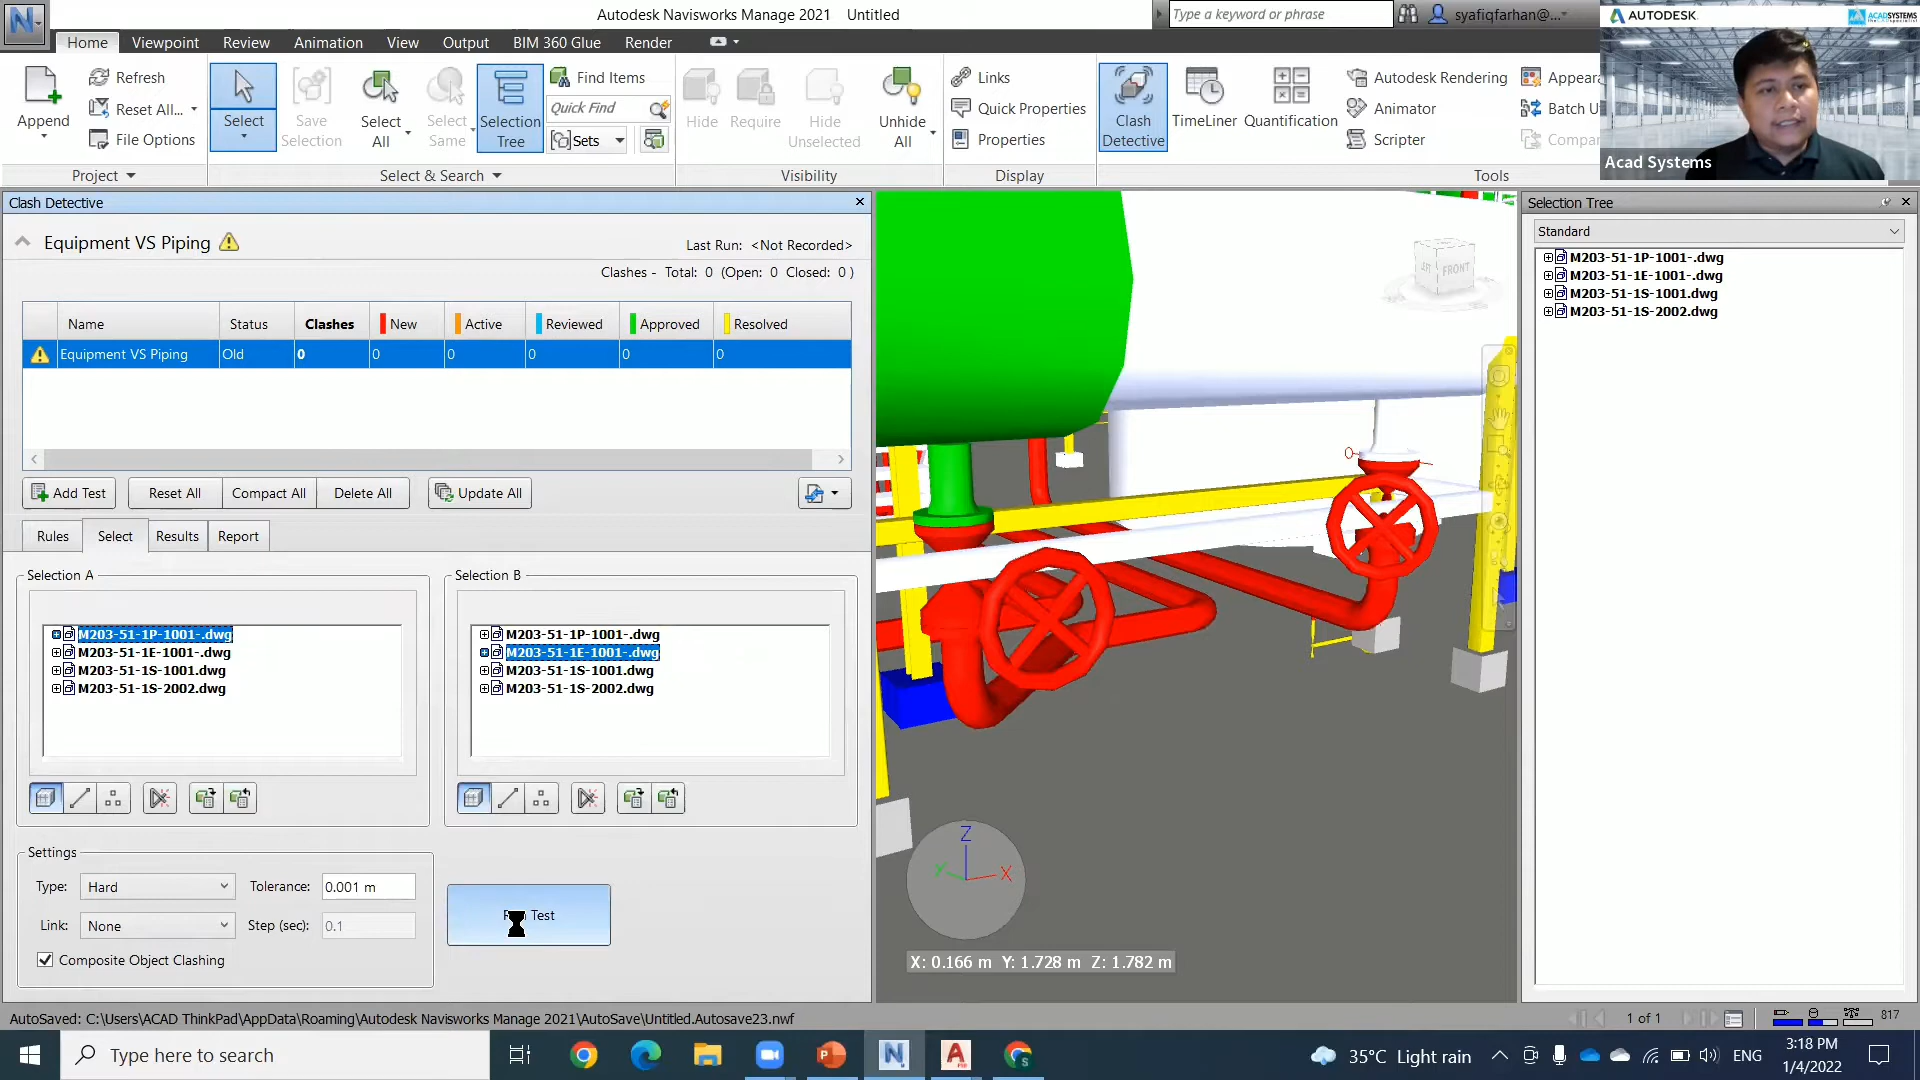 Autodesk Navisworks Manage 2021 Untitled
Type a keyword or phrase
syafiqfarhan@...
AUTODESK
ACADSYSTEMS
Home Viewpoint Review Animation View Output BIM 360 Glue Render
Append
Refresh
Reset All...
File Options
Project
Select
Save Selection
Select All
Select Same
Selection Tree
Find Items
Quick Find
Sets
Select & Search
Hide
Require
Hide Unselected
Unhide All
Visibility
Links
Quick Properties
Properties
Display
Clash Detective
TimeLiner
Quantification
Autodesk Rendering
Animator
Scripter
Appeara
Batch U
Compar
Tools
Acad Systems
Clash Detective
Equipment VS Piping
Last Run: <Not Recorded>
Clashes - Total: 0 (Open: 0 Closed: 0 )
Name Status Clashes New Active Reviewed Approved Resolved
Equipment VS Piping Old 0 0 0 0 0 0
Add Test Reset All Compact All Delete All Update All
Rules Select Results Report
Selection A
M203-51-1P-1001-.dwg
M203-51-1E-1001-.dwg
M203-51-1S-1001.dwg
M203-51-1S-2002.dwg
Selection B
M203-51-1P-1001-.dwg
M203-51-1E-1001-.dwg
M203-51-1S-1001.dwg
M203-51-1S-2002.dwg
Settings
Type: Hard Tolerance: 0.001 m
Link: None Step (sec): 0.1
Composite Object Clashing
Test
LEFT FRONT
Z
Y
X
X: 0.166 m Y: 1.728 m Z: 1.782 m
Selection Tree
Standard
M203-51-1P-1001-.dwg
M203-51-1E-1001-.dwg
M203-51-1S-1001.dwg
M203-51-1S-2002.dwg
AutoSaved: C:\Users\ACAD ThinkPad\AppData\Roaming\Autodesk Navisworks Manage 2021\AutoSave\Untitled.Autosave23.nwf
1 of 1
817
Type here to search
35°C Light rain
ENG
3:18 PM
1/4/2022